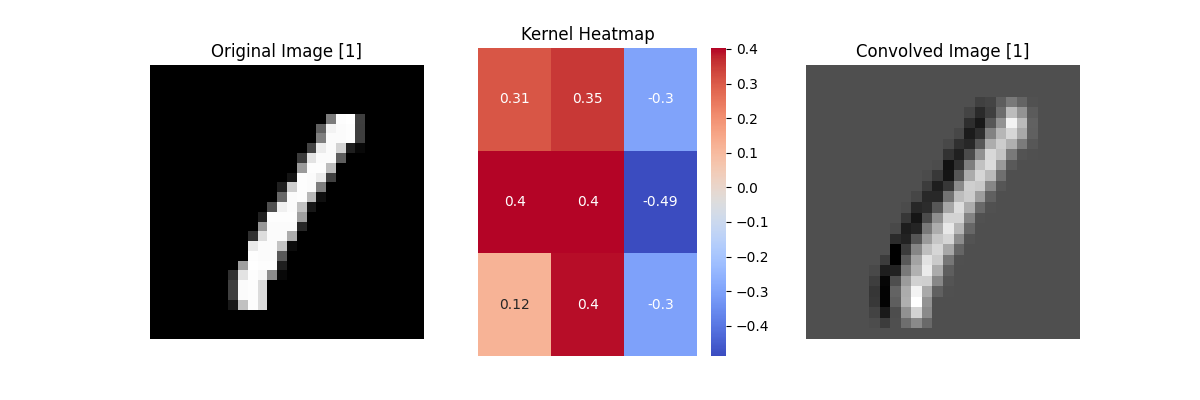 Original Image [1]
Kernel Heatmap
Convolved Image [1]
0.31 0.35 -0.3
0.4 0.4 -0.49
0.12 0.4 -0.3
0.4
0.3
0.2
0.1
0.0
−0.1
−0.2
−0.3
−0.4